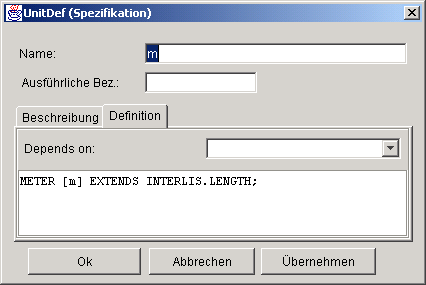 UnitDef (Spezifikation)
Name: m
Ausführliche Bez.:
Beschreibung Definition
Depends on:
METER [m] EXTENDS INTERLIS.LENGTH;
Ok Abbrechen Übernehmen